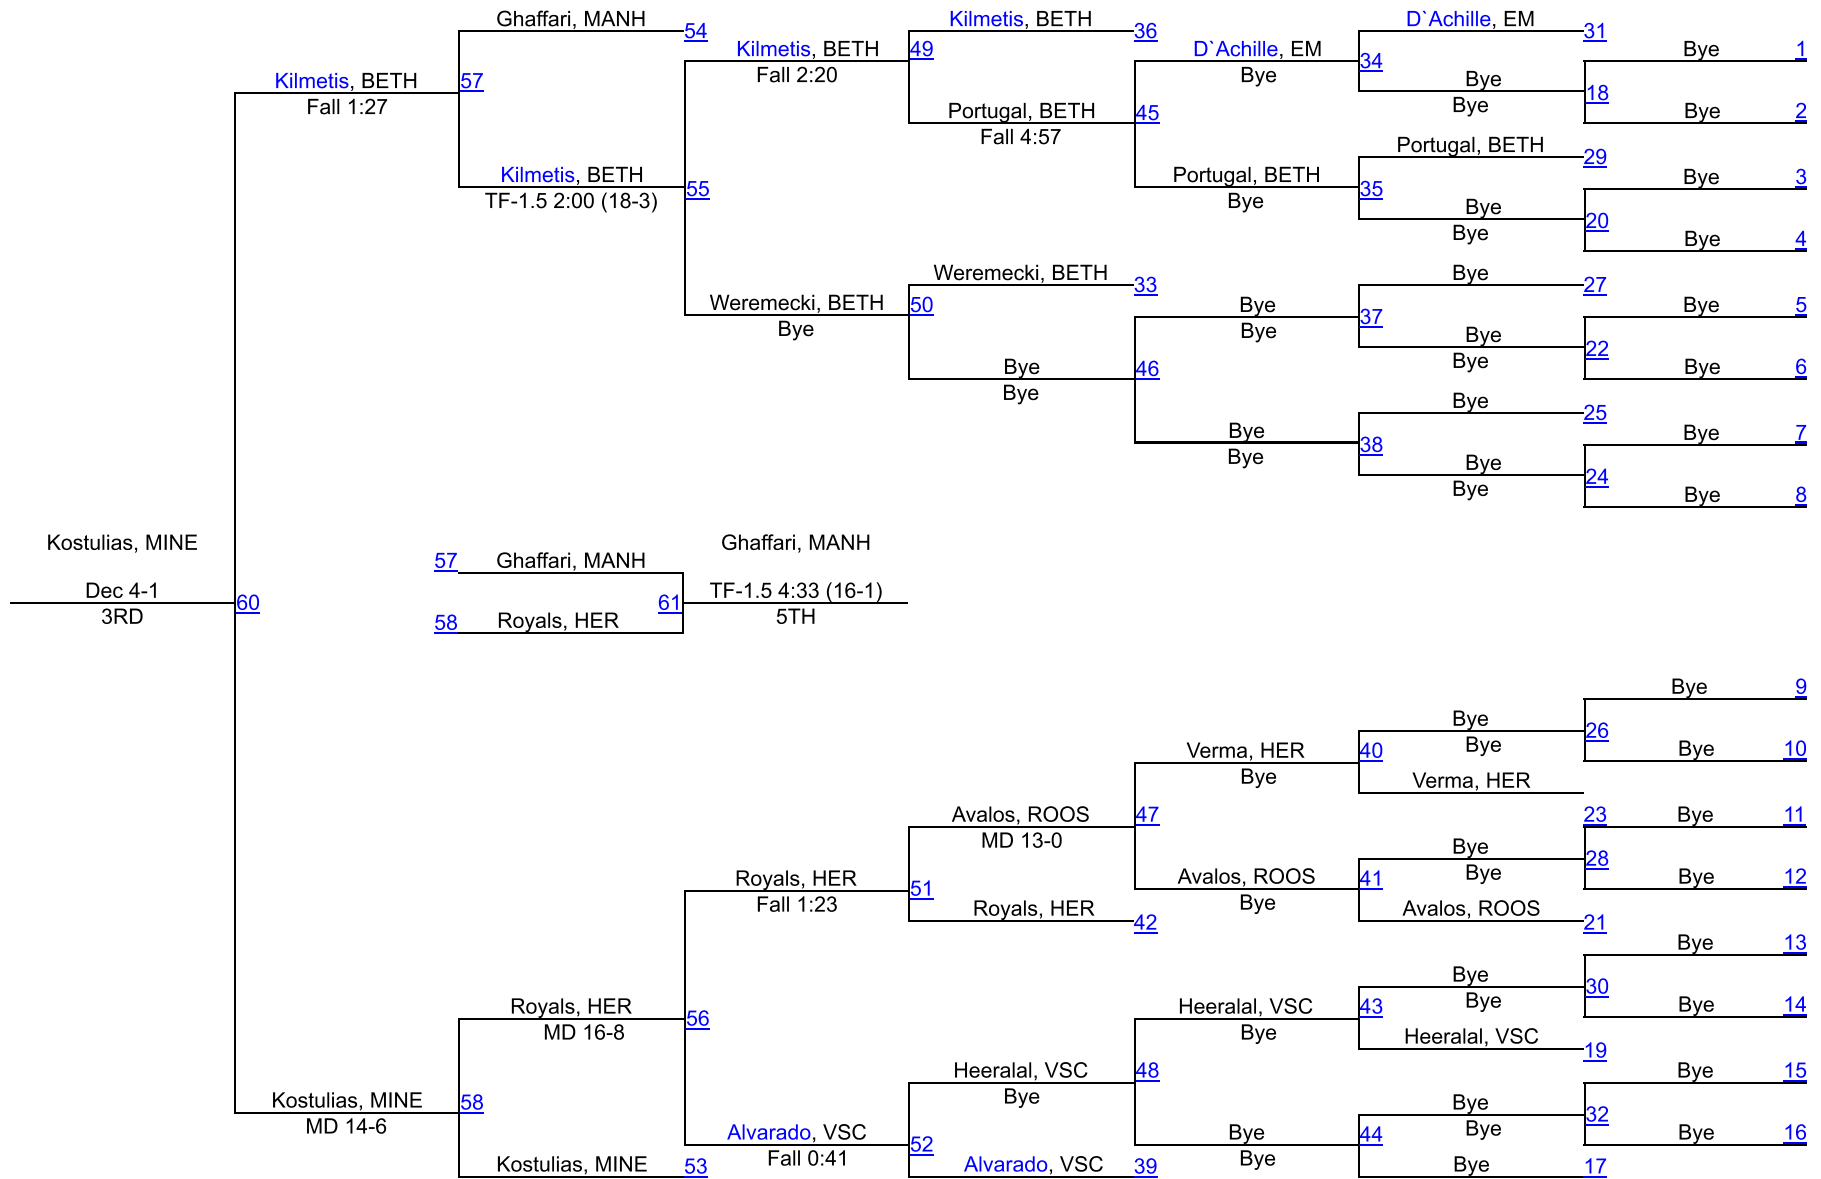 Ghaffari, MANH
54
Kilmetis, BETH
36
D`Achille, EM
31
Kilmetis, BETH
49
D`Achille, EM
34
Bye
1
Fall 2:20
Bye
Bye
18
Kilmetis, BETH
57
Bye
2
Fall 1:27
Portugal, BETH
45
Fall 4:57
Portugal, BETH
29
Kilmetis, BETH
55
Portugal, BETH
35
Bye
3
TF-1.5 2:00 (18-3)
Bye
Bye
20
Bye
Bye
4
Weremecki, BETH
33
Bye
27
Weremecki, BETH
50
Bye
37
Bye
5
Bye
Bye
Bye
22
Bye
46
Bye
Bye
6
Bye
Bye
25
Bye
38
Bye
7
Bye
Bye
24
Bye
Bye
8
Kostulias, MINE
Ghaffari, MANH
57
Ghaffari, MANH
Dec 4-1
60
61
TF-1.5 4:33 (16-1)
3RD
58
Royals, HER
5TH
Bye
9
Bye
26
Verma, HER
40
Bye
Bye
10
Bye
Verma, HER
Avalos, ROOS
47
23
Bye
11
MD 13-0
Bye
28
Royals, HER
51
Avalos, ROOS
41
Bye
Bye
12
Fall 1:23
Bye
Royals, HER
42
Avalos, ROOS
21
Bye
13
Bye
30
Royals, HER
56
Heeralal, VSC
43
Bye
Bye
14
MD 16-8
Bye
Heeralal, VSC
19
Heeralal, VSC
48
Bye
15
Kostulias, MINE
58
Bye
Bye
32
MD 14-6
Alvarado, VSC
52
Bye
44
Bye
Bye
16
Fall 0:41
Bye
Kostulias, MINE
53
Alvarado, VSC
39
Bye
17